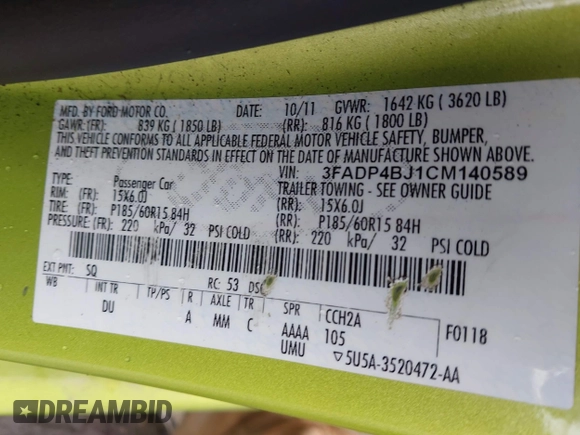 MFD. BY FORD MOTOR CO. DATE: 10/11 GVWR: 1642 KG ( 3620 LB)
GAWR: (FR): 839 KG ( 1850 LB) (RR): 816 KG ( 1800 LB)
THIS VEHICLE CONFORMS TO ALL APPLICABLE FEDERAL MOTOR VEHICLE SAFETY, BUMPER,
AND THEFT PREVENTION STANDARDS IN EFFECT ON THE DATE OF MANUFACTURE SHOWN ABOVE.
VIN: 3FADP4BJ1CM140589
TYPE: Passenger Car TRAILER TOWING - SEE OWNER GUIDE
RIM: (FR): 15X6.0J (RR): 15X6.0J
TIRE: (FR): P185/60R15 84H (RR): P185/60R15 84H
PRESSURE: (FR): 220 kPa/ 32 PSI COLD (RR): 220 kPa/ 32 PSI COLD
EXT PNT: SQ RC: 53 DSO:
WB INT TR TP/PS R AXLE TR SPR CCH2A F0118
DU A MM C AAAA 105
UMU ▽5U5A-3520472-AA
DREAMBID